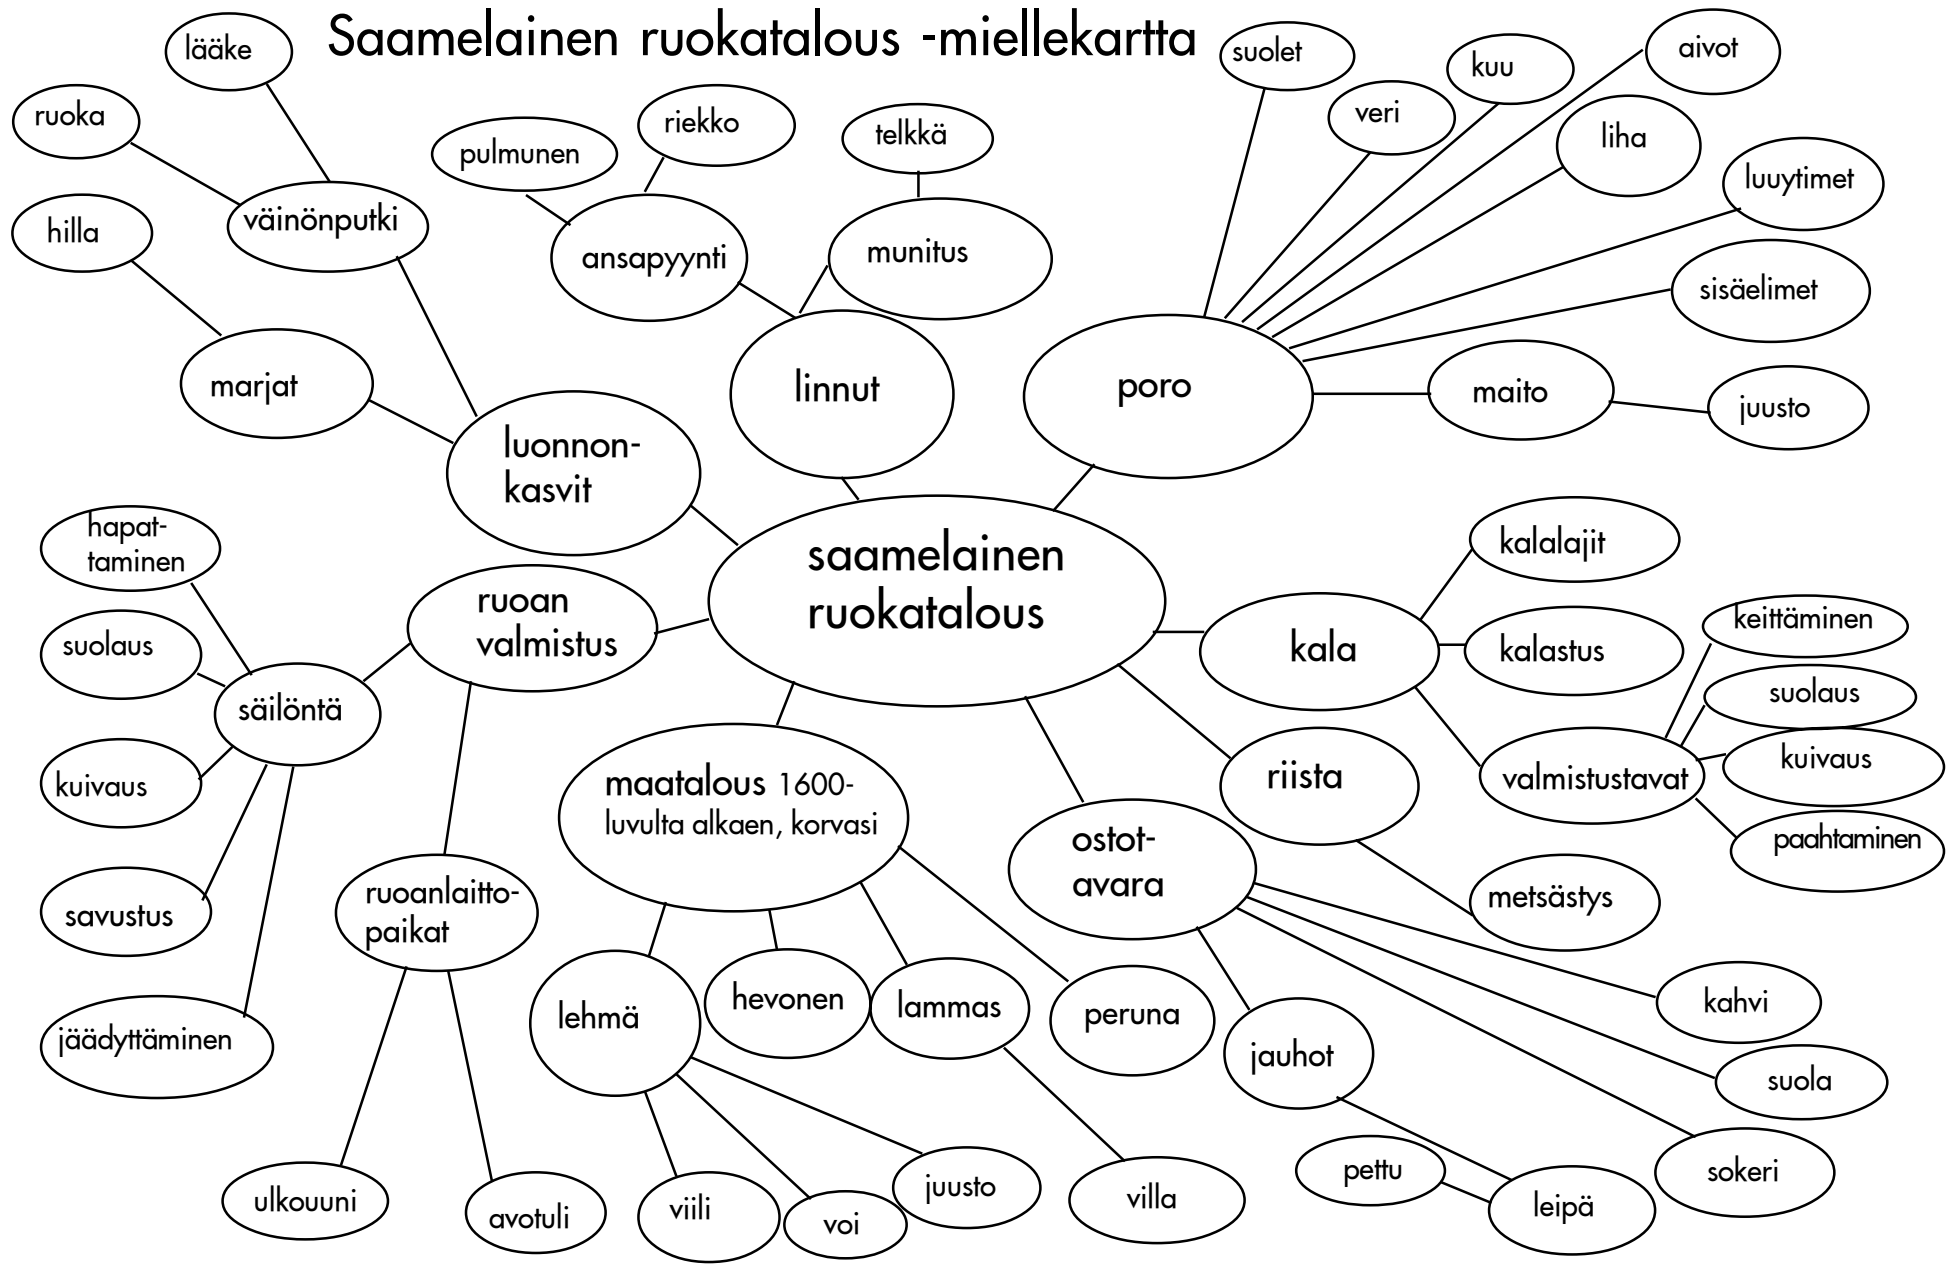 Saamelainen ruokatalous -miellekartta
lääke
ruoka
hilla
väinönputki
marjat
pulmunen
riekko
telkkä
ansapyynti
munitus
linnut
luonnon-
kasvit
suolet
veri
kuu
aivot
liha
luuytimet
sisäelimet
poro
maito
juusto
saamelainen
ruokatalous
hapat-
taminen
suolaus
säilöntä
kuivaus
savustus
jäädyttäminen
ruoan
valmistus
ruoanlaitto-
paikat
ulkouuni
avotuli
maatalous 1600-
luvulta alkaen, korvasi
lehmä
hevonen
lammas
peruna
viili
voi
juusto
villa
kala
kalalajit
kalastus
valmistustavat
keittäminen
suolaus
kuivaus
paahtaminen
riista
metsästys
ostot-
avara
jauhot
kahvi
suola
sokeri
pettu
leipä